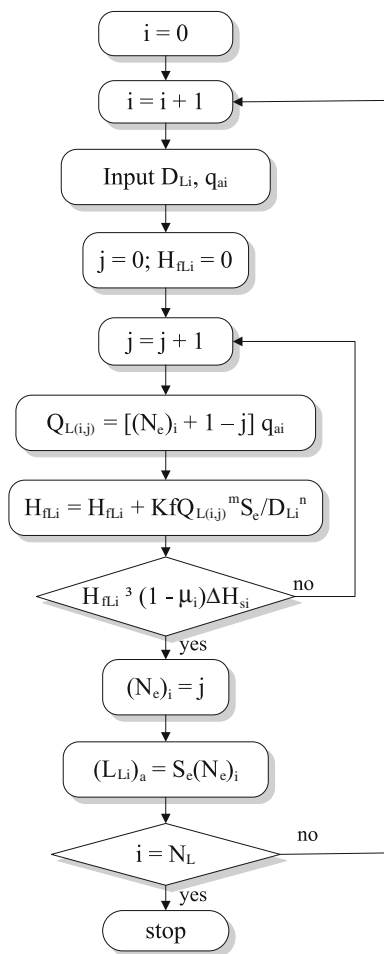 i = 0
i = i + 1
Input D_Li, q_ai
j = 0; H_fLi = 0
j = j + 1
Q_L(i,j) = [(N_e)_i + 1 – j] q_ai
H_fLi = H_fLi + KfQ_L(i,j)^m S_e/D_Li^n
H_fLi ³ (1 - μ_i)ΔH_si
no
yes
(N_e)_i = j
(L_Li)_a = S_e(N_e)_i
i = N_L
no
yes
stop